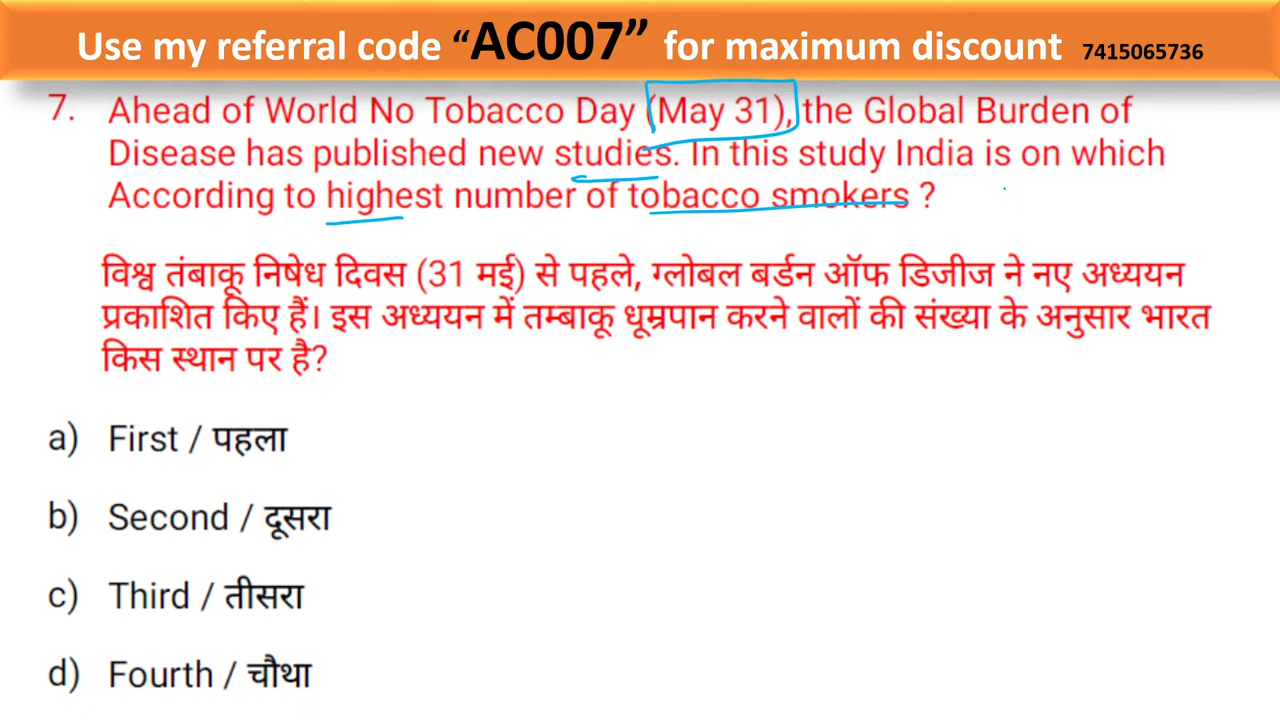 Use my referral code “AC007” for maximum discount 7415065736
7. Ahead of World No Tobacco Day (May 31), the Global Burden of
Disease has published new studies. In this study India is on which
According to highest number of tobacco smokers ?
विश्व तंबाकू निषेध दिवस (31 मई) से पहले, ग्लोबल बर्डन ऑफ डिजीज ने नए अध्ययन
प्रकाशित किए हैं। इस अध्ययन में तम्बाकू धूम्रपान करने वालों की संख्या के अनुसार भारत
किस स्थान पर है?
a) First / पहला
b) Second / दूसरा
c) Third / तीसरा
d) Fourth / चौथा